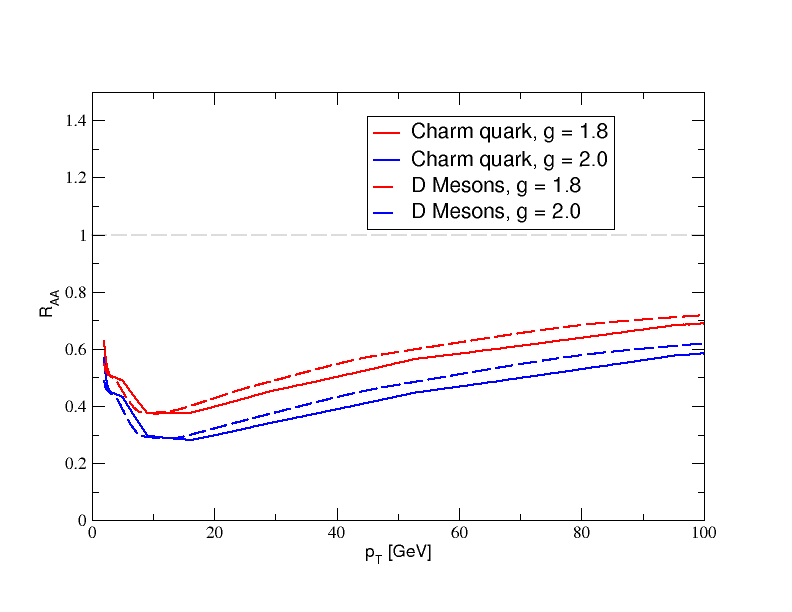 1.4
1.2
1
0.8
0.6
0.4
0.2
0
R_AA
Charm quark, g = 1.8
Charm quark, g = 2.0
D Mesons, g = 1.8
D Mesons, g = 2.0
0 20 40 60 80 100
p_T [GeV]